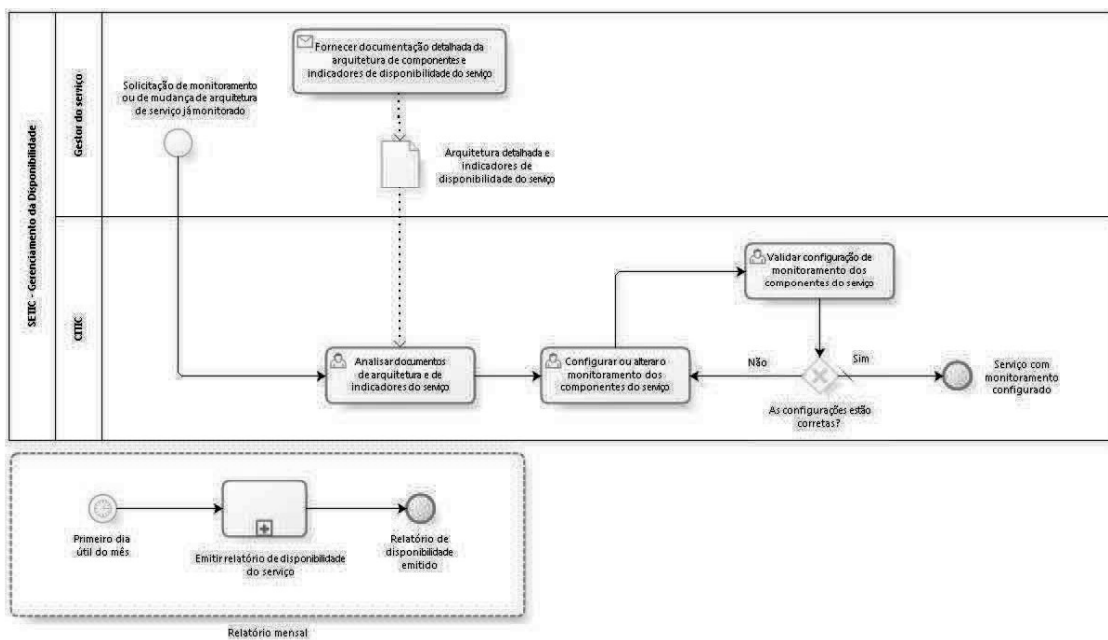 SETIC - Gerenciamento da Disponibilidade
Gestor do serviço
Solicitação de monitoramento
ou de mudança de arquitetura
de serviço já monitorado
Fornecer documentação detalhada da
arquitetura de componentes e
indicadores de disponibilidade do serviço
Arquitetura detalhada e
indicadores de
disponibilidade do serviço
CITIC
Analisar documentos
de arquitetura e de
indicadores do serviço
Configurar ou alterar o
monitoramento dos
componentes do serviço
Validar configuração de
monitoramento dos
componentes do serviço
Não
Sim
As configurações estão
corretas?
Serviço com
monitoramento
configurado
Primeiro dia
útil do mês
Emitir relatório de disponibilidade
do serviço
Relatório de
disponibilidade
emitido
Relatório mensal